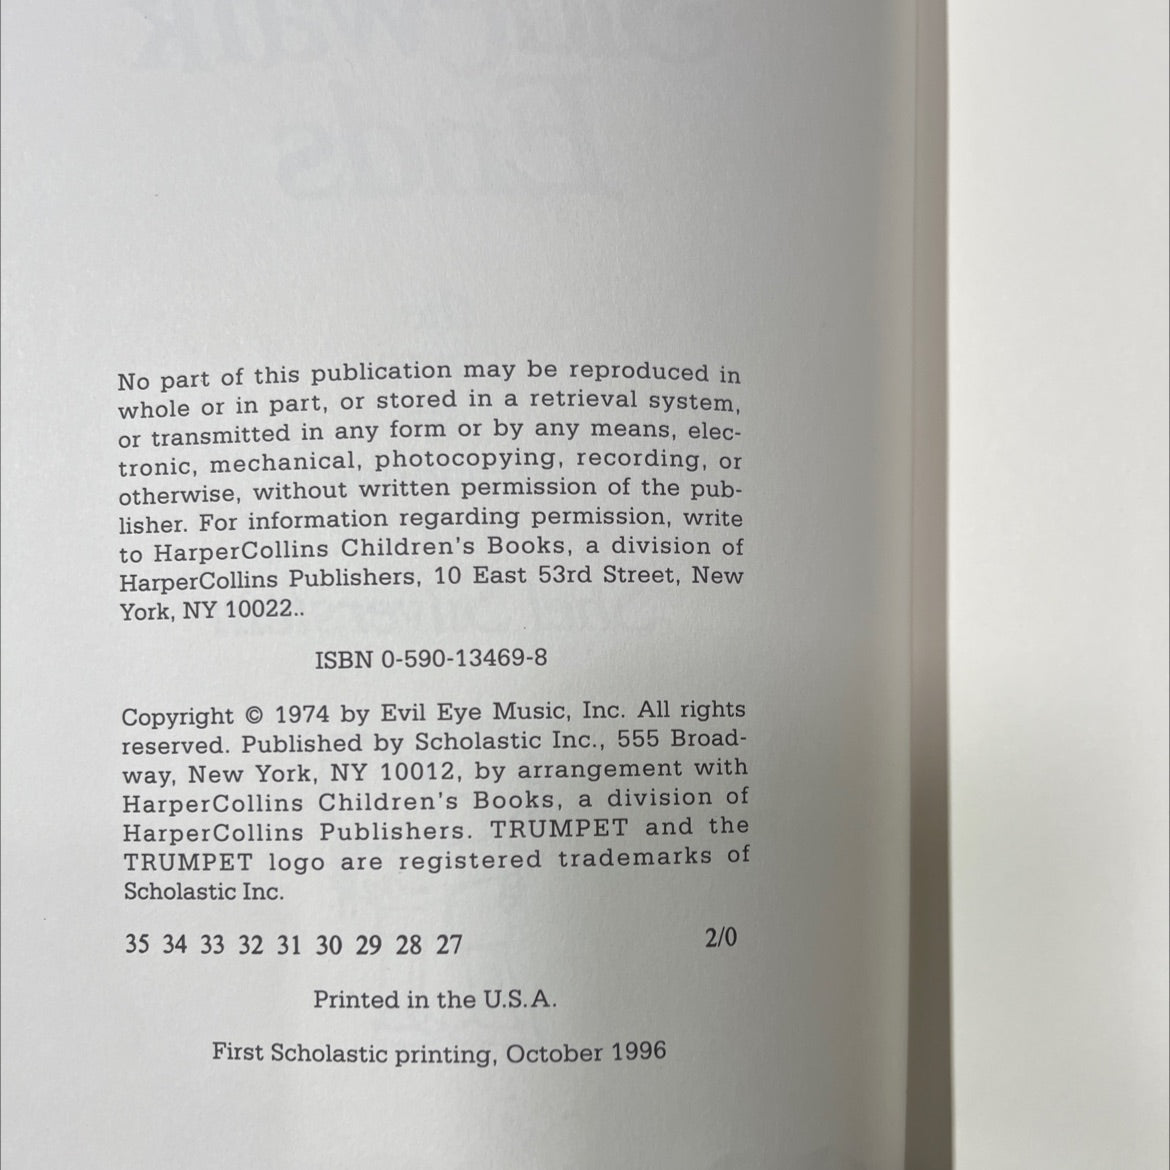 No part of this publication may be reproduced in
whole or in part, or stored in a retrieval system,
or transmitted in any form or by any means, elec-
tronic, mechanical, photocopying, recording, or
otherwise, without written permission of the pub-
lisher. For information regarding permission, write
to HarperCollins Children's Books, a division of
HarperCollins Publishers, 10 East 53rd Street, New
York, NY 10022..
ISBN 0-590-13469-8
Copyright © 1974 by Evil Eye Music, Inc. All rights
reserved. Published by Scholastic Inc., 555 Broad-
way, New York, NY 10012, by arrangement with
HarperCollins Children's Books, a division of
HarperCollins Publishers. TRUMPET and the
TRUMPET logo are registered trademarks of
Scholastic Inc.
35 34 33 32 31 30 29 28 27 2/0
Printed in the U.S.A.
First Scholastic printing, October 1996